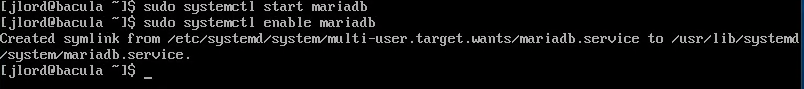 [jlord@bacula ~]$ sudo systemctl start mariadb
[jlord@bacula ~]$ sudo systemctl enable mariadb
Created symlink from /etc/systemd/system/multi-user.target.wants/mariadb.service to /usr/lib/systemd
/system/mariadb.service.
[jlord@bacula ~]$ _